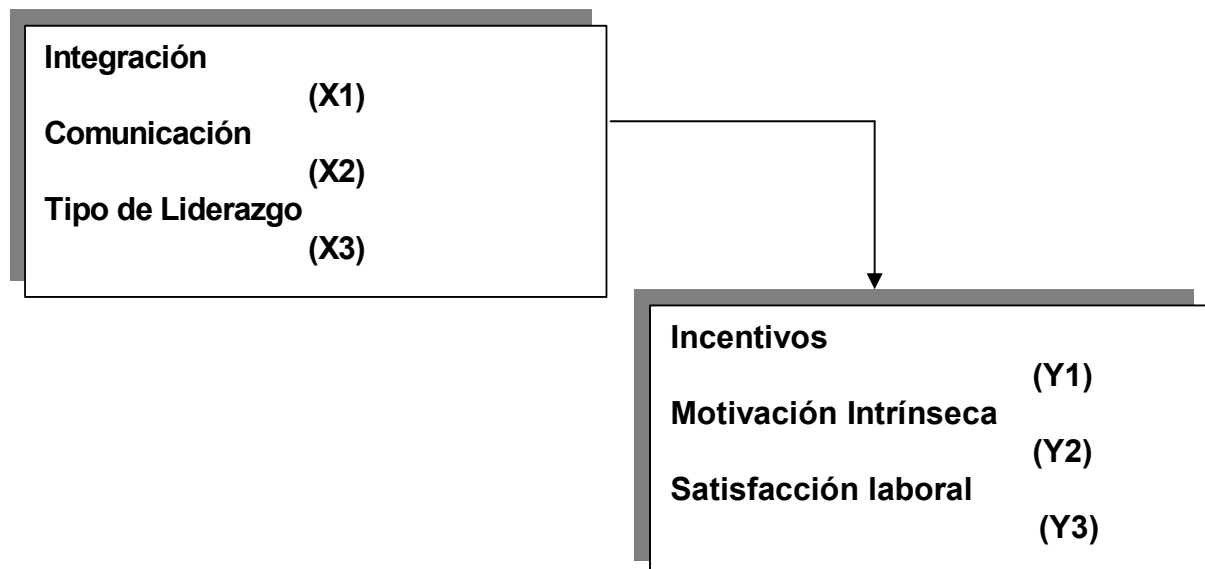 Integración
(X1)
Comunicación
(X2)
Tipo de Liderazgo
(X3)
Incentivos
(Y1)
Motivación Intrínseca
(Y2)
Satisfacción laboral
(Y3)